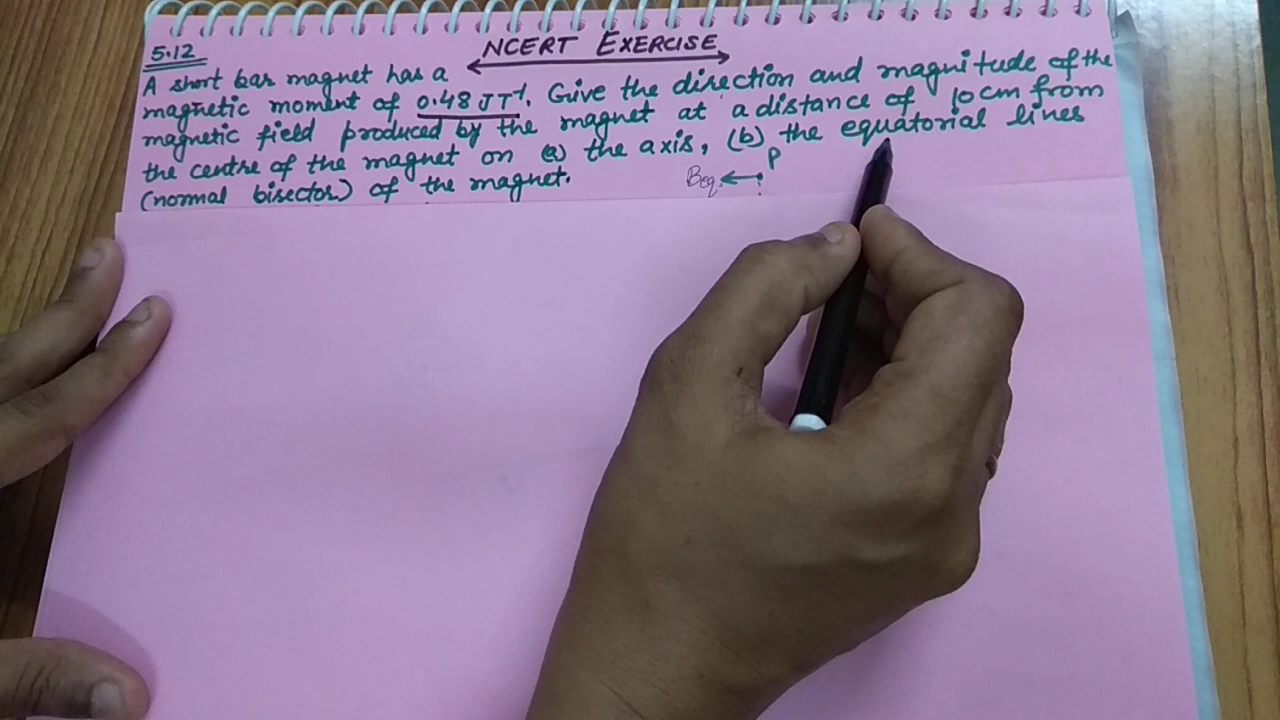 NCERT EXERCISE
5.12
A short bar magnet has a
magnetic moment of 0.48 JT⁻¹. Give the direction and magnitude of the
magnetic field produced by the magnet at a distance of 10 cm from
the centre of the magnet on (a) the axis, (b) the equatorial lines
(normal bisector) of the magnet.
P
Beq.